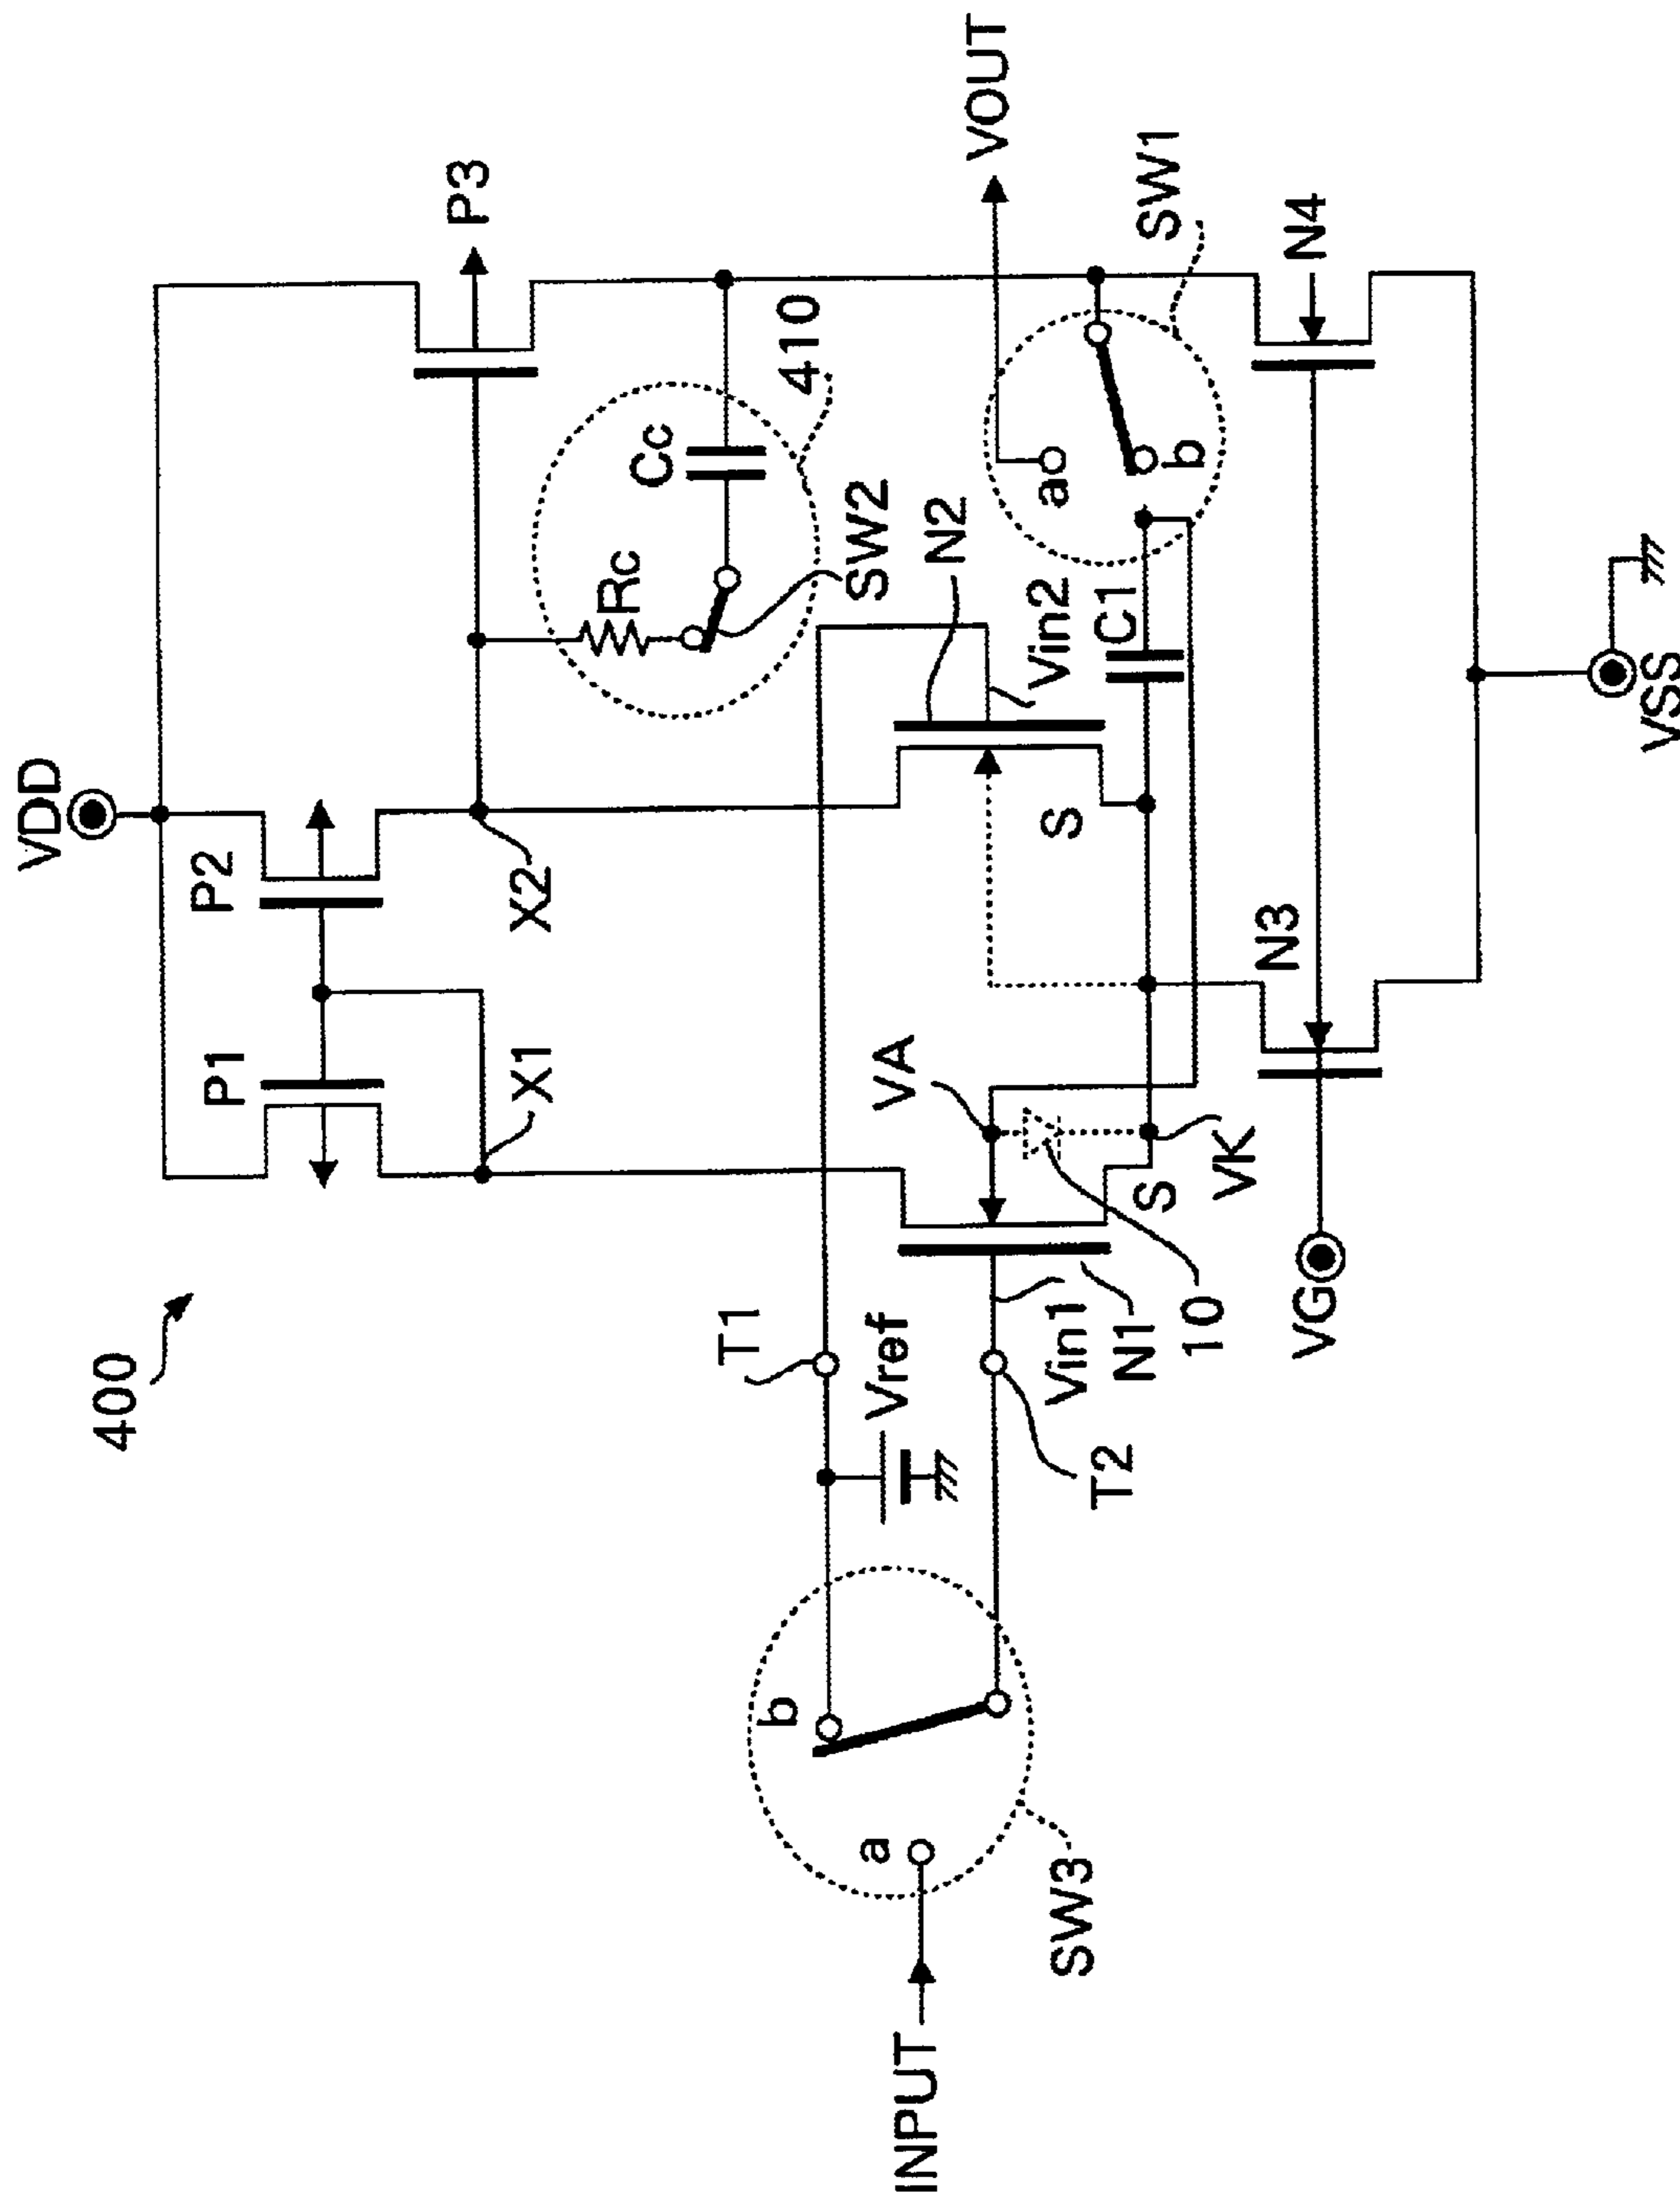 400
VDD
P1
P2
P3
X1
X2
Rc
Cc
410
SW2
VOUT
T1
Vref
VA
N2
Vin2
a
b
SW1
C1
S
INPUT
a
b
SW3
T2
Vin1
N1
10
S
VK
N3
N4
VG
VSS